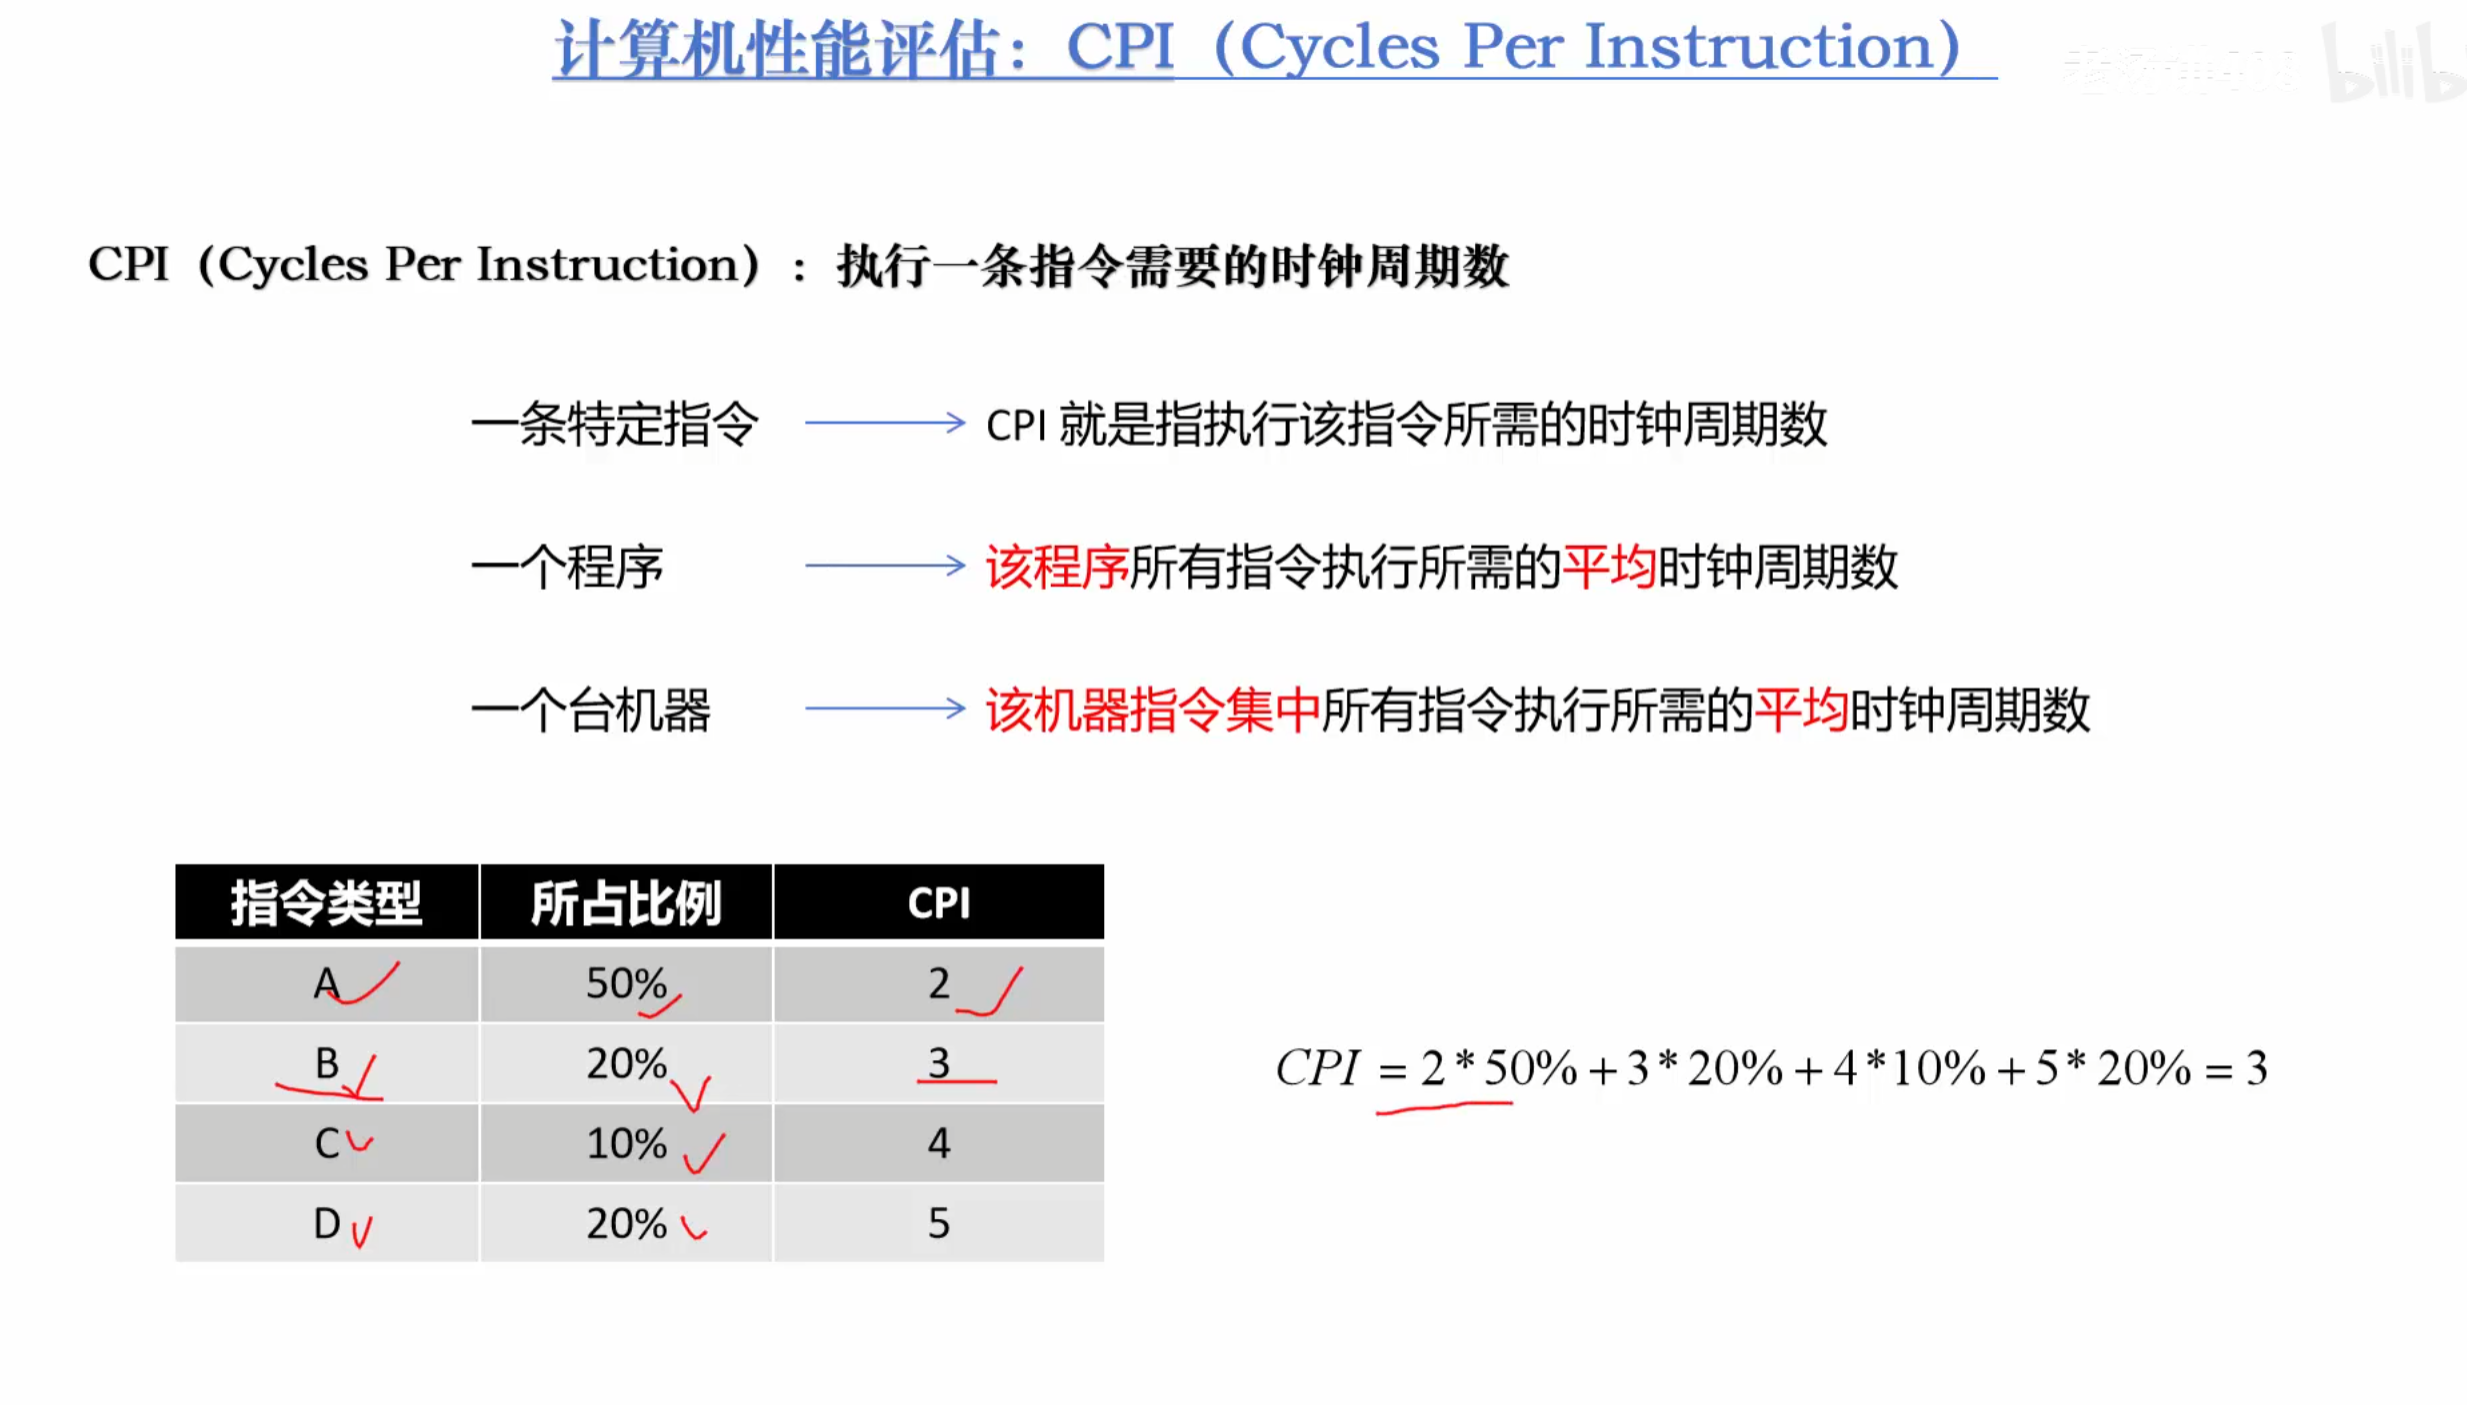 计算机性能评估：CPI（Cycles Per Instruction）
bilib
CPI（Cycles Per Instruction）：执行一条指令需要的时钟周期数
一条特定指令 CPI 就是指执行该指令所需的时钟周期数
一个程序 该程序所有指令执行所需的平均时钟周期数
一个台机器 该机器指令集中所有指令执行所需的平均时钟周期数
指令类型 所占比例 CPI
A 50% 2
B 20% 3
C 10% 4
D 20% 5
CPI = 2*50%+3*20%+4*10%+5*20% = 3